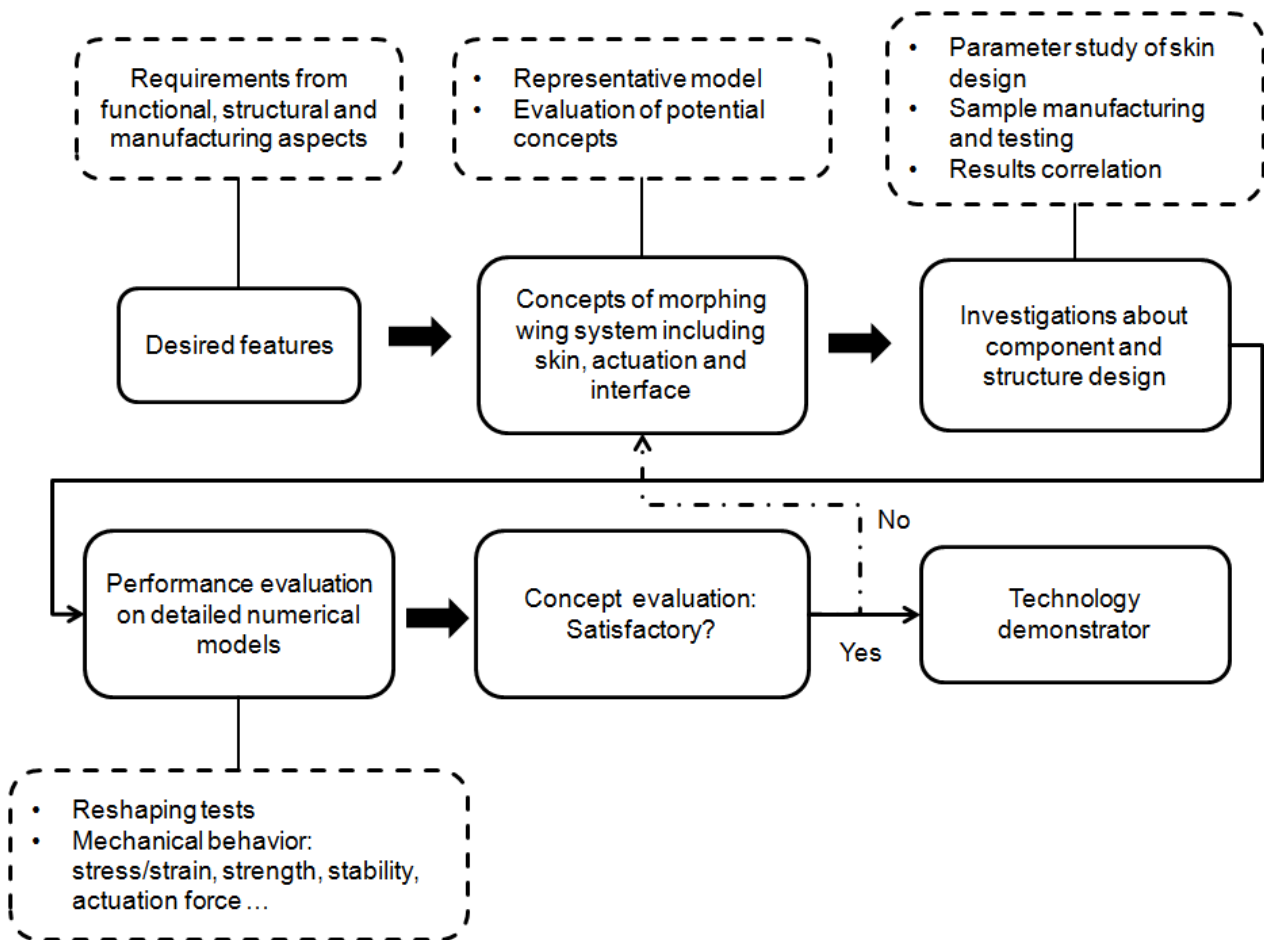 Requirements from
functional, structural and
manufacturing aspects
• Representative model
• Evaluation of potential
concepts
• Parameter study of skin
design
• Sample manufacturing
and testing
• Results correlation
Desired features
Concepts of morphing
wing system including
skin, actuation and
interface
Investigations about
component and
structure design
Performance evaluation
on detailed numerical
models
Concept evaluation:
Satisfactory?
No
Yes
Technology
demonstrator
• Reshaping tests
• Mechanical behavior:
stress/strain, strength, stability,
actuation force ...